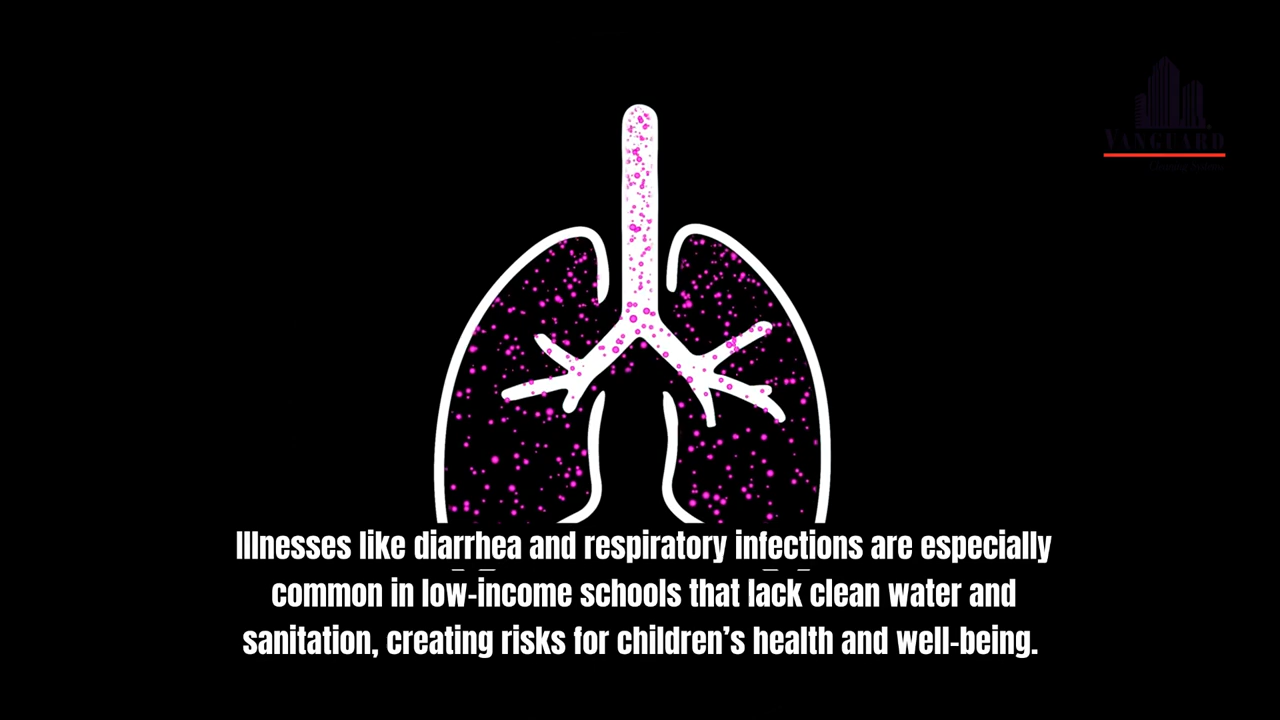 VANGUARD
Illnesses like diarrhea and respiratory infections are especially
common in low-income schools that lack clean water and
sanitation, creating risks for children’s health and well-being.